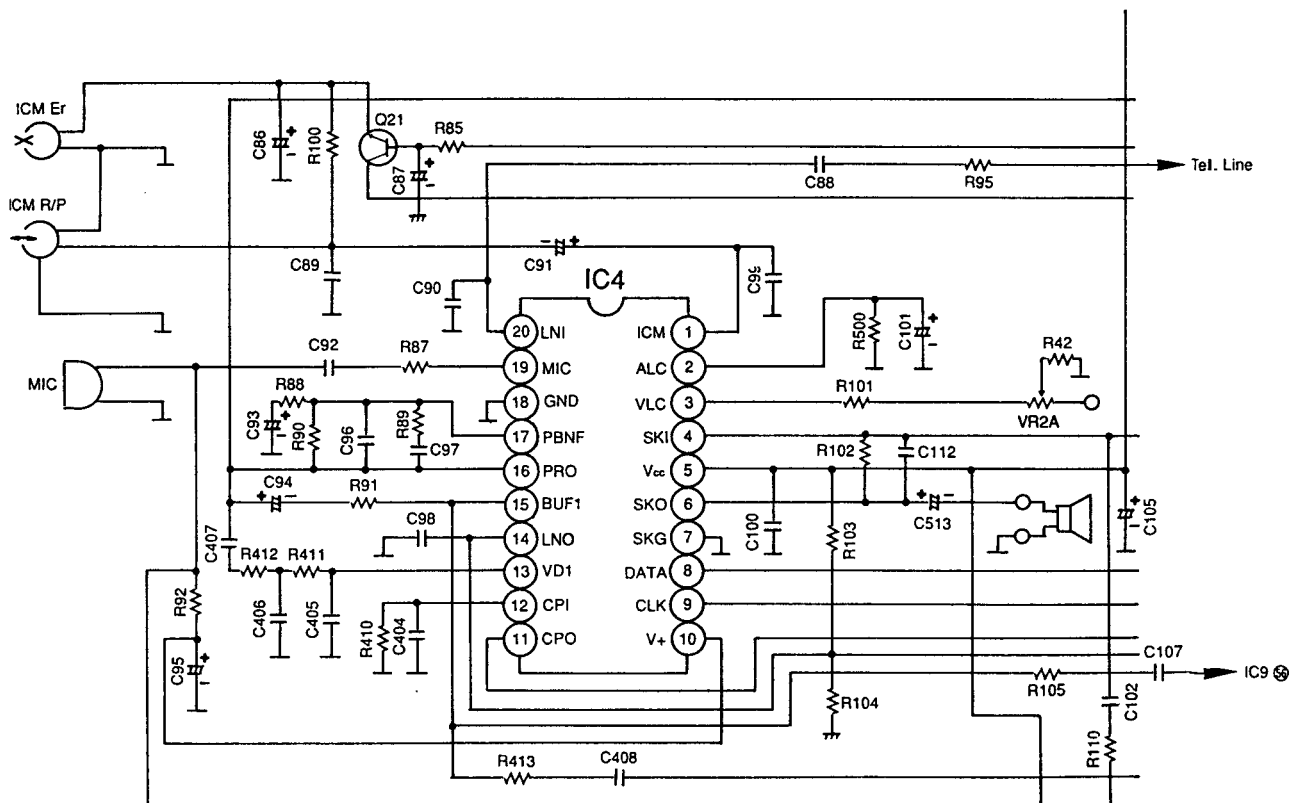 ICM Er
C86
R100
Q21
R85
C87
C88
R95
Tell. Line
ICM R/P
C89
C91
C99
C90
IC4
R500
C101
20 LNI
ICM 1
MIC
C92
R87
19 MIC
ALC 2
R42
R88
18 GND
VLC 3
R101
VR2A
C93
R90
C96
R89
C97
17 PBNF
SKI 4
R102
C112
16 PRO
Vcc 5
C94
R91
15 BUF1
SKO 6
C513
C105
C407
C98
14 LNO
SKG 7
C100
R103
R412
R411
13 VD1
DATA 8
R92
C406
C405
12 CPI
CLK 9
R410
C404
11 CPO
V+ 10
C95
C107
R105
IC9 56
C102
R104
R413
C408
R110